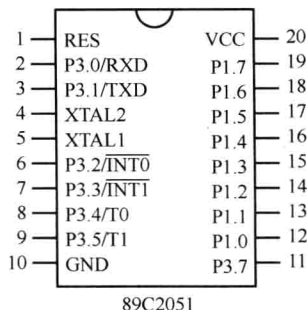 1 RES VCC 20
2 P3.0/RXD P1.7 19
3 P3.1/TXD P1.6 18
4 XTAL2 P1.5 17
5 XTAL1 P1.4 16
6 P3.2/INT0 P1.3 15
7 P3.3/INT1 P1.2 14
8 P3.4/T0 P1.1 13
9 P3.5/T1 P1.0 12
10 GND P3.7 11
89C2051